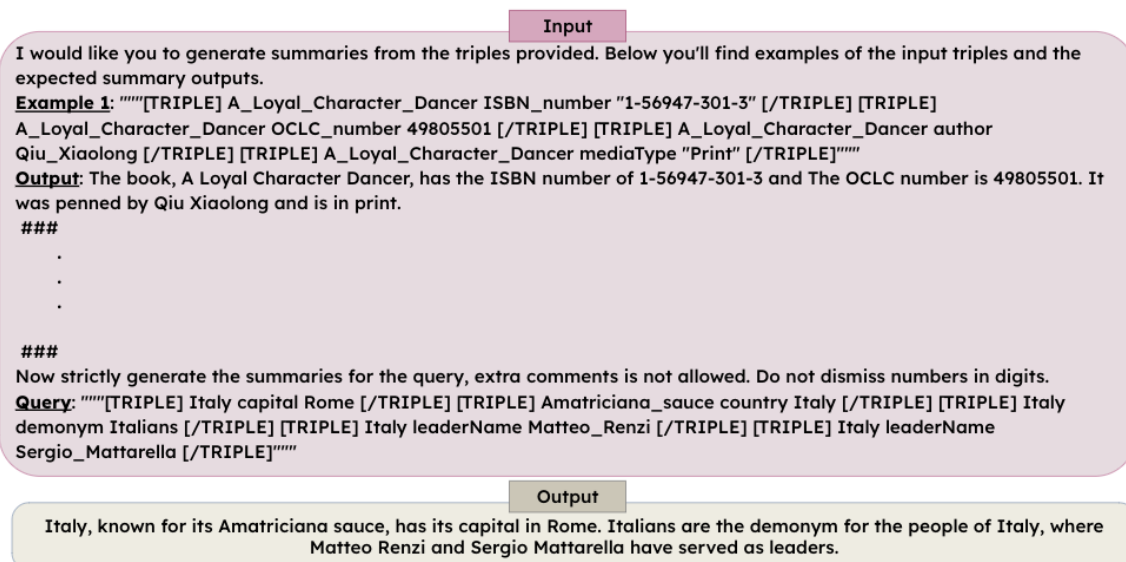 Input
I would like you to generate summaries from the triples provided. Below you'll find examples of the input triples and the
expected summary outputs.
Example 1: """[TRIPLE] A_Loyal_Character_Dancer ISBN_number "1-56947-301-3" [/TRIPLE] [TRIPLE]
A_Loyal_Character_Dancer OCLC_number 49805501 [/TRIPLE] [TRIPLE] A_Loyal_Character_Dancer author
Qiu_Xiaolong [/TRIPLE] [TRIPLE] A_Loyal_Character_Dancer mediaType "Print" [/TRIPLE]"""
Output: The book, A Loyal Character Dancer, has the ISBN number of 1-56947-301-3 and The OCLC number is 49805501. It
was penned by Qiu Xiaolong and is in print.
###
.
.
.
###
Now strictly generate the summaries for the query, extra comments is not allowed. Do not dismiss numbers in digits.
Query: """[TRIPLE] Italy capital Rome [/TRIPLE] [TRIPLE] Amatriciana_sauce country Italy [/TRIPLE] [TRIPLE] Italy
demonym Italians [/TRIPLE] [TRIPLE] Italy leaderName Matteo_Renzi [/TRIPLE] [TRIPLE] Italy leaderName
Sergio_Mattarella [/TRIPLE]"""
Output
Italy, known for its Amatriciana sauce, has its capital in Rome. Italians are the demonym for the people of Italy, where
Matteo Renzi and Sergio Mattarella have served as leaders.